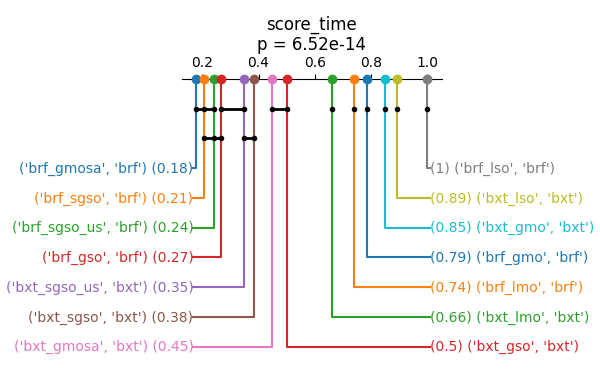 score_time
p = 6.52e-14
0.2 0.4 0.6 0.8 1.0
('brf_gmosa', 'brf') (0.18)
(1) ('brf_lso', 'brf')
('brf_sgso', 'brf') (0.21)
(0.89) ('bxt_lso', 'bxt')
('brf_sgso_us', 'brf') (0.24)
(0.85) ('bxt_gmo', 'bxt')
('brf_gso', 'brf') (0.27)
(0.79) ('brf_gmo', 'brf')
('bxt_sgso_us', 'bxt') (0.35)
(0.74) ('brf_lmo', 'brf')
('bxt_sgso', 'bxt') (0.38)
(0.66) ('bxt_lmo', 'bxt')
('bxt_gmosa', 'bxt') (0.45)
(0.5) ('bxt_gso', 'bxt')